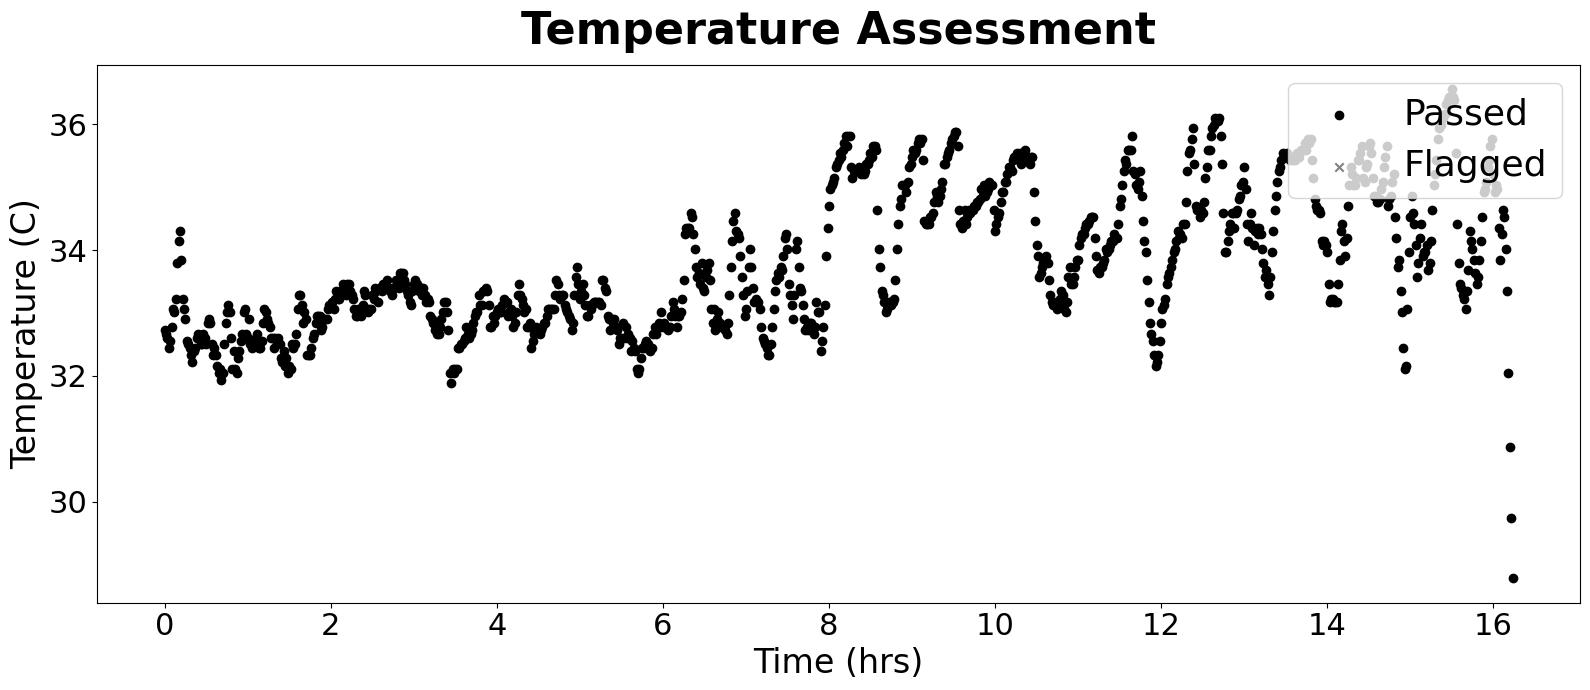 Temperature Assessment
Passed
Flagged
Temperature (C)
36
34
32
30
0 2 4 6 8 10 12 14 16
Time (hrs)